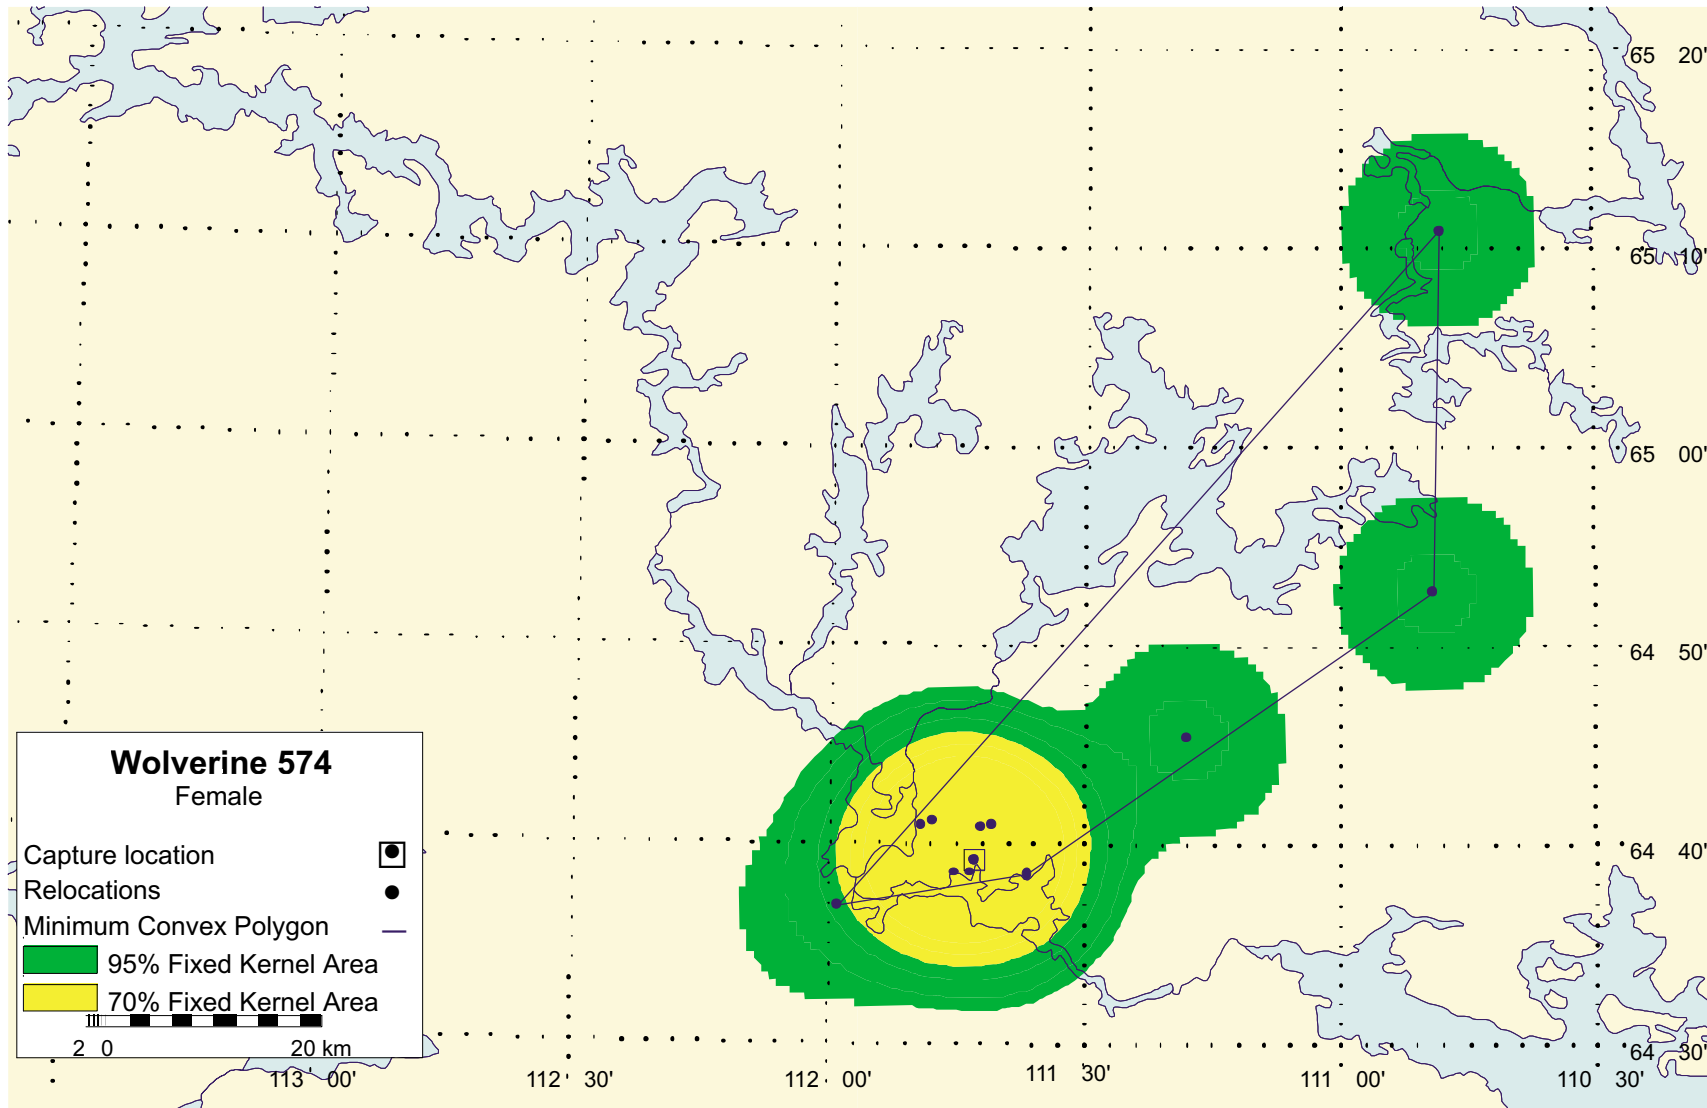 65 20'
65 10'
65 00'
64 50'
64 40'
64 30'
Wolverine 574
Female
Capture location
Relocations
Minimum Convex Polygon
95% Fixed Kernel Area
70% Fixed Kernel Area
2 0 20 km
113 00' 112 30' 112 00' 111 30' 111 00' 110 30'